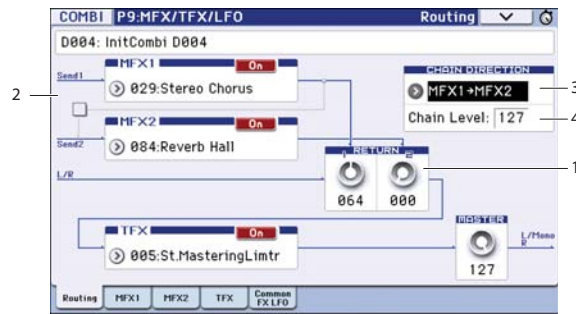 COMBI P9:MFX/TFX/LFO Routing
D004: InitCombi D004
MFX1 On
Send1
029:Stereo Chorus
CHAIN DIRECTION
MFX1→MFX2
Chain Level: 127
2
3
4
MFX2 On
Send2
084:Reverb Hall
RETURN
1 2
L/R
064 000
1
TFX On
005:St.MasteringLimtr
MASTER
127
L/Mono
R
Routing MFX1 MFX2 TFX Common
FX LFO